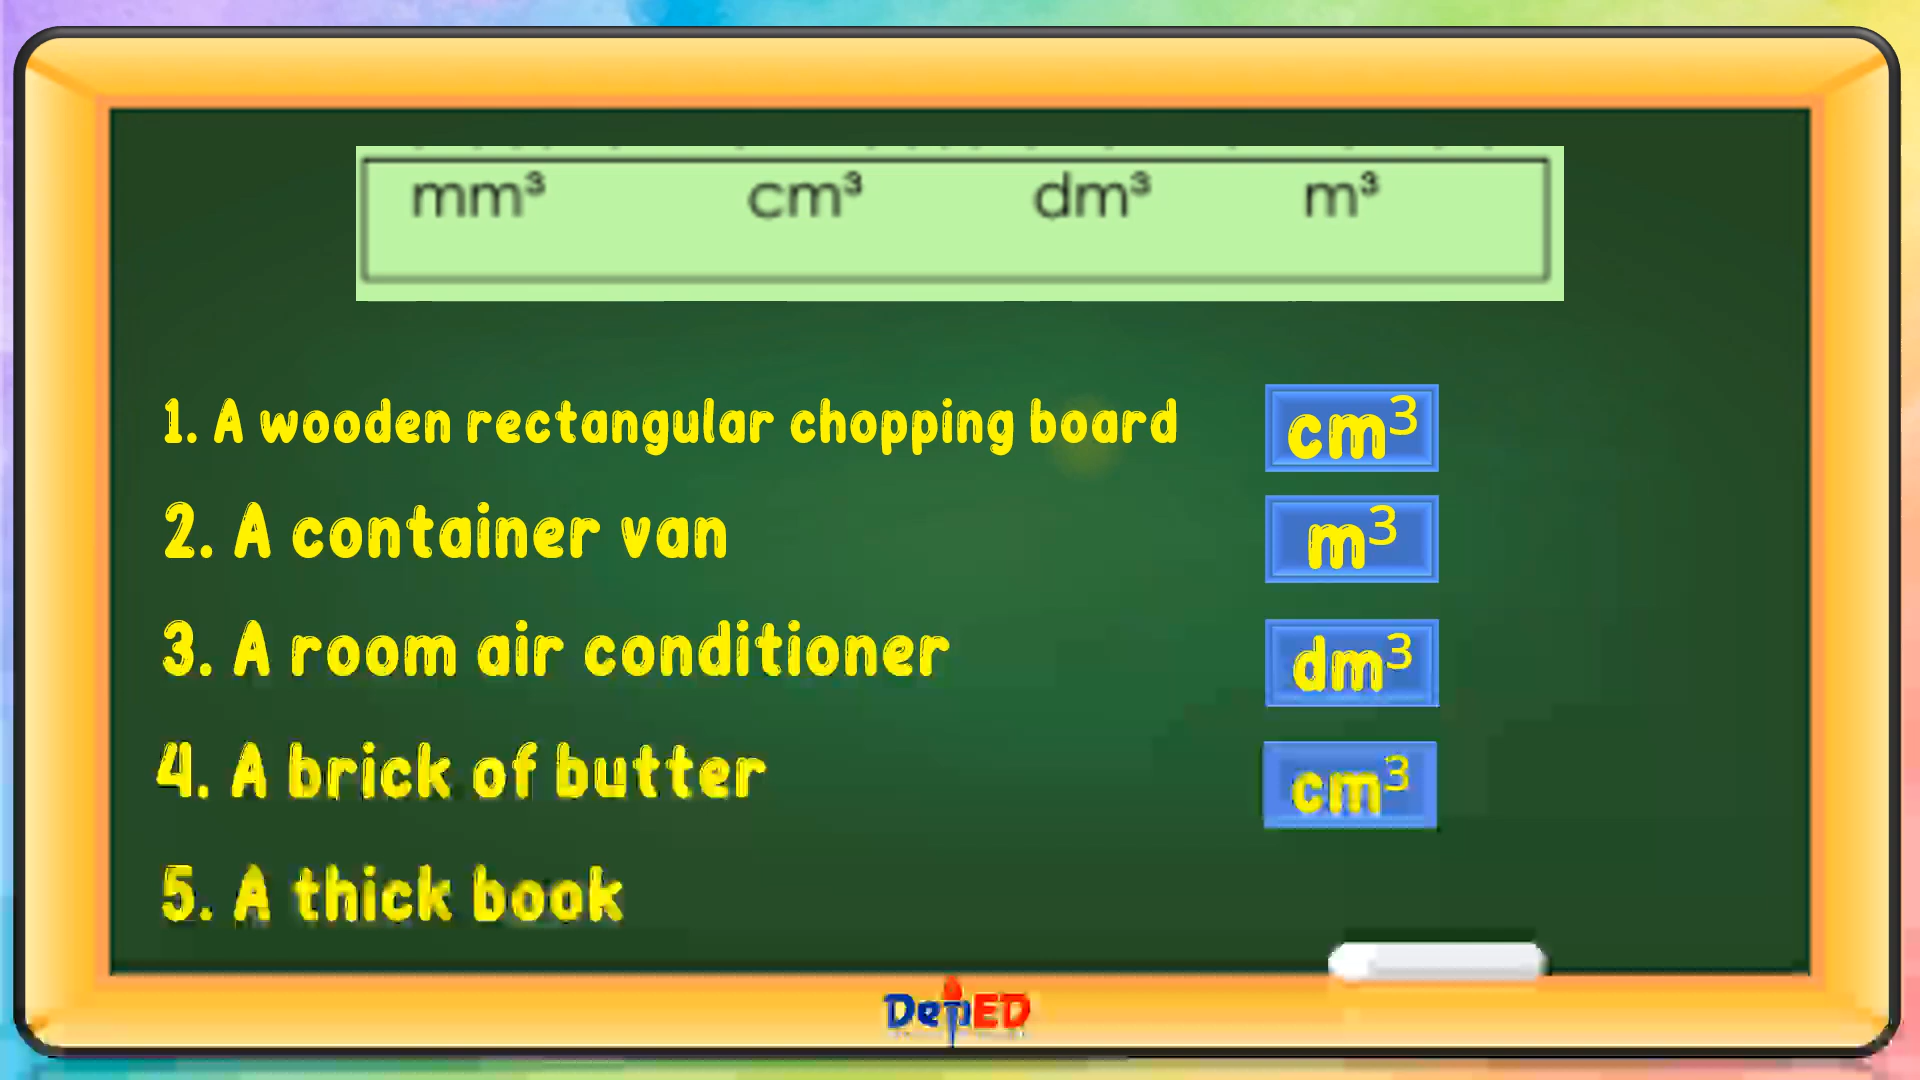 mm³ cm³ dm³ m³
1. A wooden rectangular chopping board cm³
2. A container van m³
3. A room air conditioner dm³
4. A brick of butter cm³
5. A thick book
DepED